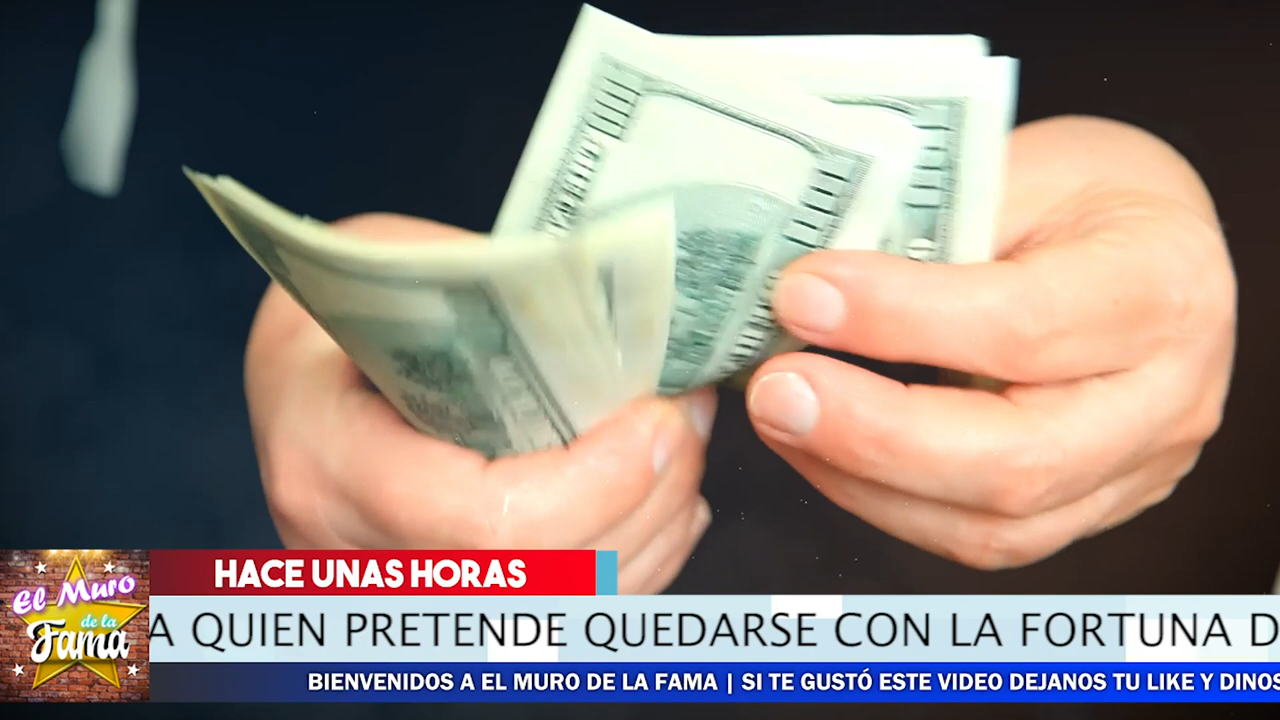 HACE UNAS HORAS
El Muro
de la
Fama
A QUIEN PRETENDE QUEDARSE CON LA FORTUNA D
BIENVENIDOS A EL MURO DE LA FAMA | SI TE GUSTÓ ESTE VIDEO DEJANOS TU LIKE Y DINOS